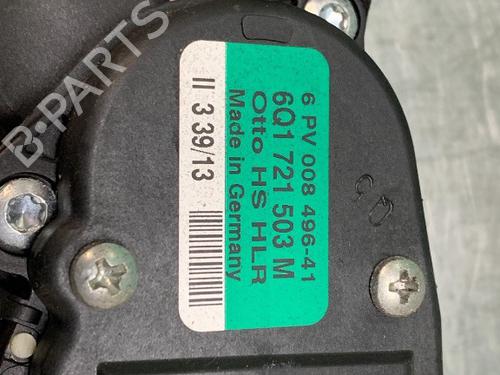 6 PV 008 496-41
6Q1 721 503 M
Otto HS HLR
Made in Germany
II 3 39/13
B-PARTS